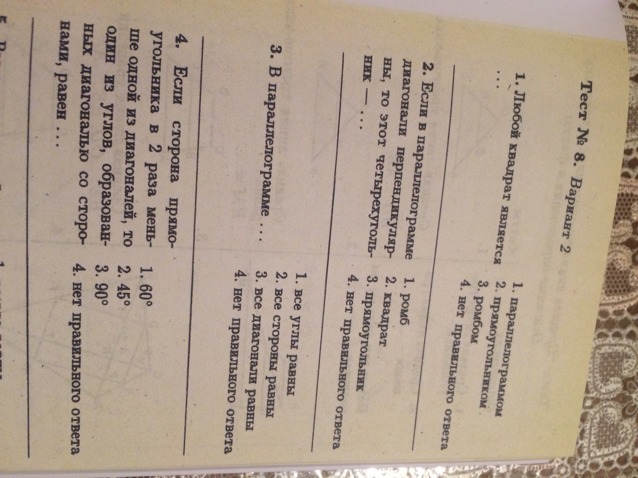 Тест № 8. Вариант 2
1. Любой квадрат является
...
1. параллелограммом
2. прямоугольником
3. ромбом
4. нет правильного ответа
2. Если в параллелограмме
диагонали перпендикуляр-
ны, то этот четырехуголь-
ник — ...
1. ромб
2. квадрат
3. прямоугольник
4. нет правильного ответа
3. В параллелограмме ...
1. все углы равны
2. все стороны равны
3. все диагонали равны
4. нет правильного ответа
4. Если сторона прямо-
угольника в 2 раза мень-
ше одной из диагоналей, то
один из углов, образован-
ных диагональю со сторо-
нами, равен ...
1. 60°
2. 45°
3. 90°
4. нет правильного ответа